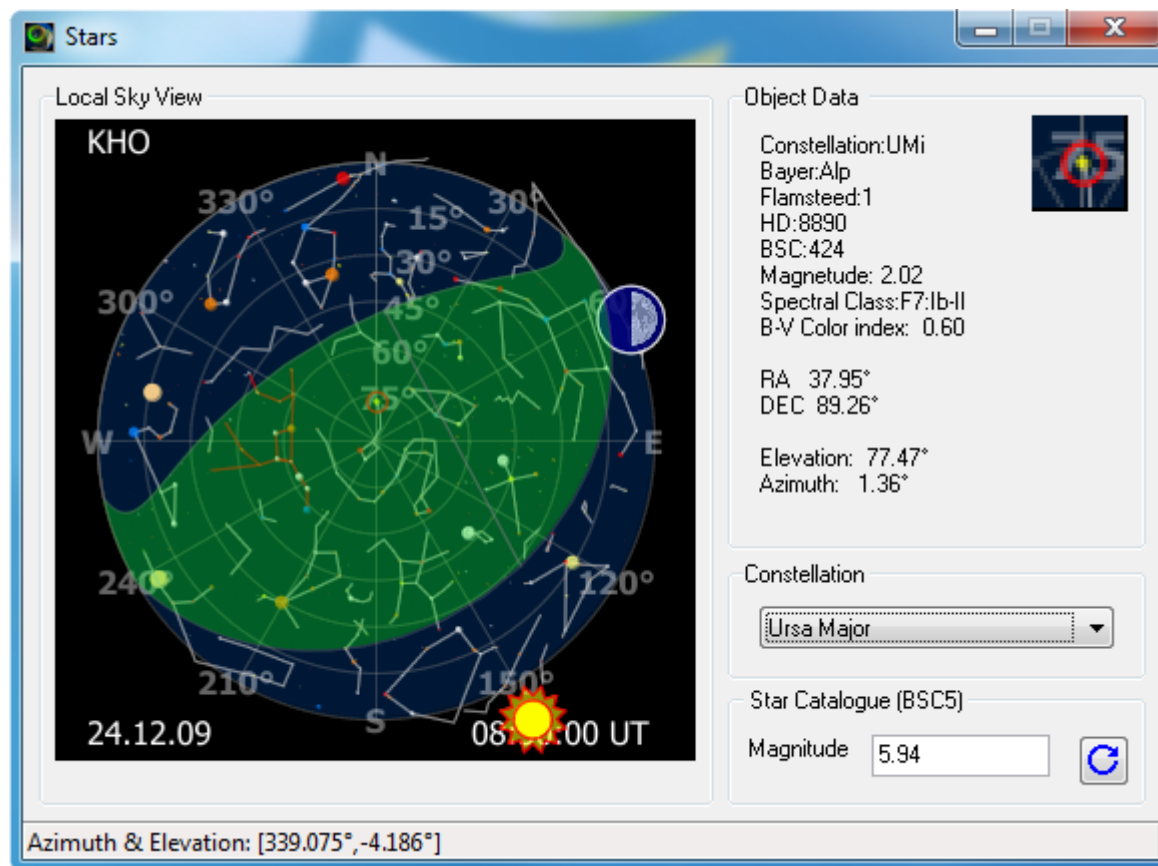 Stars
Local Sky View
KHO
N
330°
30°
15°
30°
300°
45°
60°
75°
W
E
240°
120°
210°
150°
S
24.12.09
00 UT
Object Data
Constellation:UMi
Bayer:Alp
Flamsteed:1
HD:8890
BSC:424
Magnetude: 2.02
Spectral Class:F7:Ib-II
B-V Color index: 0.60
RA 37.95°
DEC 89.26°
Elevation: 77.47°
Azimuth: 1.36°
75
Constellation
Ursa Major
Star Catalogue (BSC5)
Magnitude
5.94
Azimuth & Elevation: [339.075°,-4.186°]